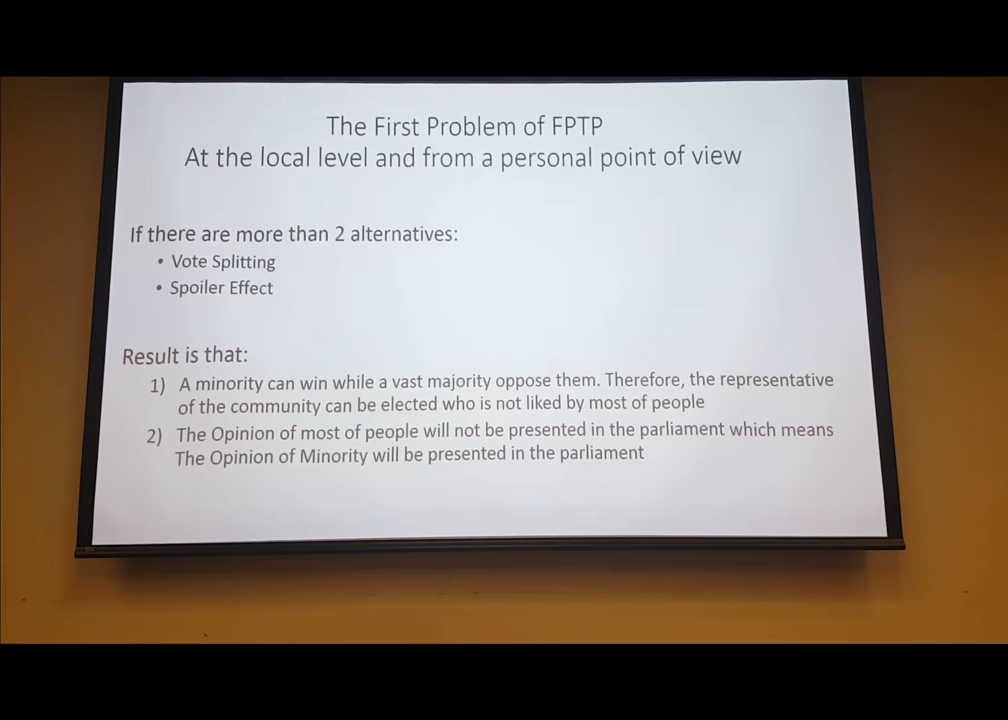 The First Problem of FPTP
At the local level and from a personal point of view
If there are more than 2 alternatives:
• Vote Splitting
• Spoiler Effect
Result is that:
1) A minority can win while a vast majority oppose them. Therefore, the representative
of the community can be elected who is not liked by most of people
2) The Opinion of most of people will not be presented in the parliament which means
The Opinion of Minority will be presented in the parliament